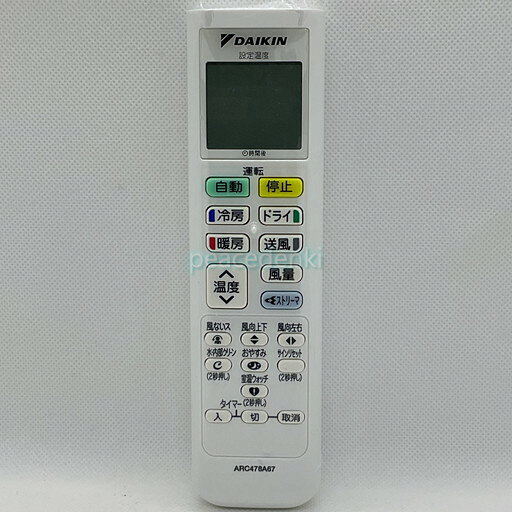 DAIKIN
設定温度
時間後
運転
自動 停止
冷房 ドライ
暖房 送風
peacedenki
温度 風量
ストリーマ
風ないス 風向上下 風向左右
水内部クリーン おやすみ サインリセット
(2秒押し) (2秒押し)
室温ウォッチ
タイマー (2秒押し)
入 切 取消
ARC478A67